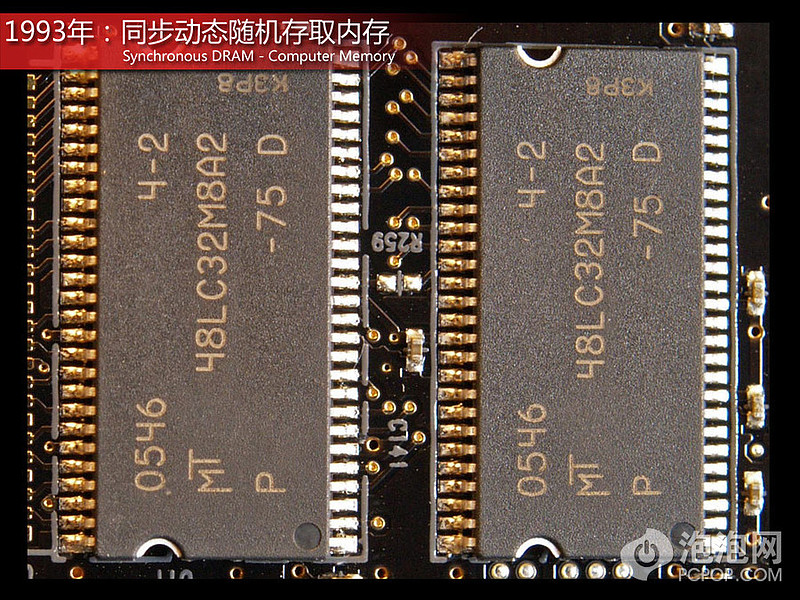 1993年：同步动态随机存取内存
Synchronous DRAM - Computer Memory
K3P8
0546 4-2
MT 48LC32M8A2
P -75 D
R259
C141
K3P8
0546 4-2
MT 48LC32M8A2
P -75 D
泡泡网
PCPOP.COM